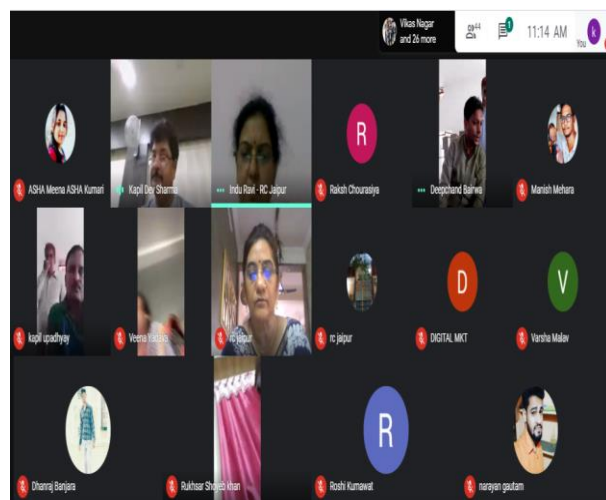 Vikas Nagar
and 26 more
44
1
11:14 AM
You
k
ASHA Meena ASHA Kumari
Kapil Dev Sharma
Indu Ravi - RC Jaipur
R
Raksh Chourasiya
Deepchand Bairwa
Manish Mehara
kapil upadhyay
Veena
rc jaipur
rc jaipur
D
DIGITAL MKT
V
Varsha Malav
Dhanraj Banjara
Rukhsar Shoyeb khan
R
Roshi Kumawat
narayan gautam